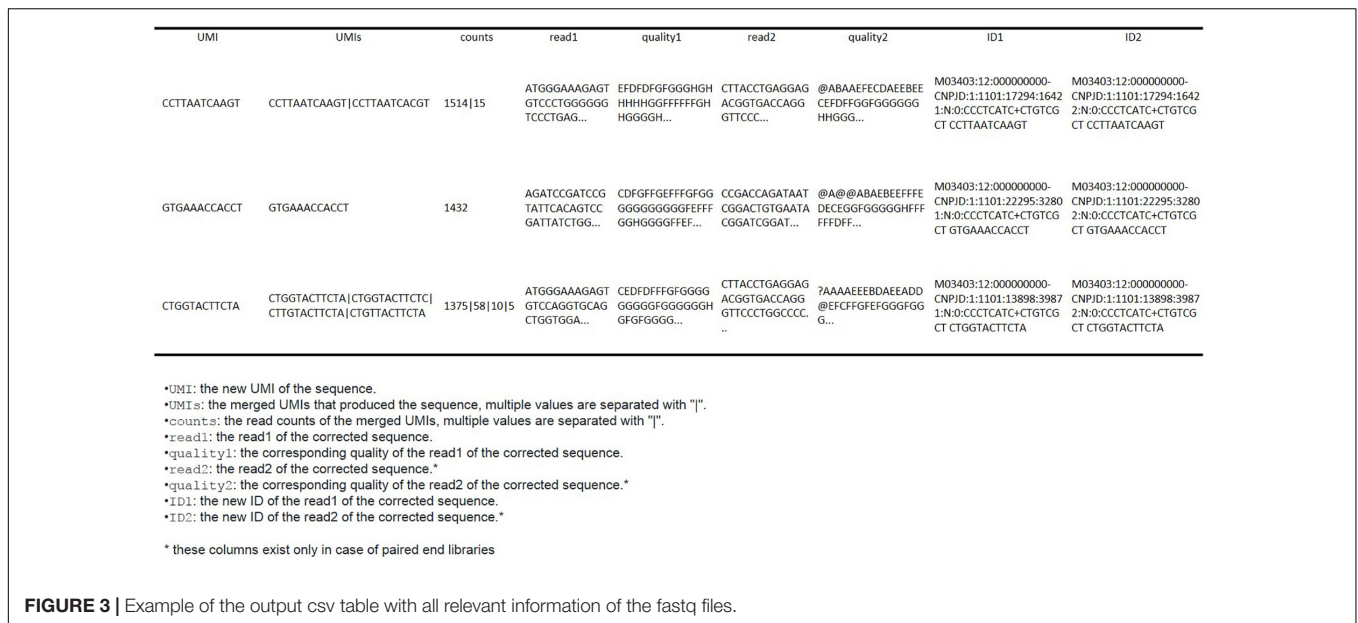 UMI UMIs counts read1 quality1 read2 quality2 ID1 ID2
CCTTAATCAAGT
CCTTAATCAAGT|CCTTAATCACGT
1514|15
ATGGGAAAGAGT
GTCCCTGGGGGG
TCCCTGAG...
EFDFDFGFGGGHGH
HHHHGGFFFFFFGH
HGGGGH...
CTTACCTGAGGAG
ACGGTGACCAGG
GTTCCC...
@ABAAEFECDAEEBEE
CEFDFFGGFGGGGGG
HHGGG...
M03403:12:000000000-
CNPJD:1:1101:17294:1642
1:N:0:CCCTCATC+CTGTCG
CT CCTTAATCAAGT
M03403:12:000000000-
CNPJD:1:1101:17294:1642
2:N:0:CCCTCATC+CTGTCG
CT CCTTAATCAAGT
GTGAAACCACCT
GTGAAACCACCT
1432
AGATCCGATCCG
TATTCACAGTCC
GATTATCTGG...
CDFGFFGEFFFGFGG
GGGGGGGGGGFEFFF
GGHGGGGFFEF...
CCGACCAGATAAT
CGGACTGTGAATA
CGGATCGGAT...
@A@@ABAEBEEFFFE
DECEGGFGGGGGHFFF
FFFDFF...
M03403:12:000000000-
CNPJD:1:1101:22295:3280
1:N:0:CCCTCATC+CTGTCG
CT GTGAAACCACCT
M03403:12:000000000-
CNPJD:1:1101:22295:3280
2:N:0:CCCTCATC+CTGTCG
CT GTGAAACCACCT
CTGGTACTTCTA
CTGGTACTTCTA|CTGGTACTTCTC|
CTTGTACTTCTA|CTGTTACTTCTA
1375|58|10|5
ATGGGAAAGAGT
GTCCAGGTGCAG
CTGGTGGA...
CEDFDFFFGFGGGG
GGGGGGFGGGGGGH
GFGFGGGG...
CTTACCTGAGGAG
ACGGTGACCAGG
GTTCCCTGGCCCC.
..
?AAAAEEEBDAEEADD
@EFCFFGFEFGGGFGG
G...
M03403:12:000000000-
CNPJD:1:1101:13898:3987
1:N:0:CCCTCATC+CTGTCG
CT CTGGTACTTCTA
M03403:12:000000000-
CNPJD:1:1101:13898:3987
2:N:0:CCCTCATC+CTGTCG
CT CTGGTACTTCTA
•UMI: the new UMI of the sequence.
•UMIs: the merged UMIs that produced the sequence, multiple values are separated with "|".
•counts: the read counts of the merged UMIs, multiple values are separated with "|".
•read1: the read1 of the corrected sequence.
•quality1: the corresponding quality of the read1 of the corrected sequence.
•read2: the read2 of the corrected sequence.*
•quality2: the corresponding quality of the read2 of the corrected sequence.*
•ID1: the new ID of the read1 of the corrected sequence.
•ID2: the new ID of the read2 of the corrected sequence.*
* these columns exist only in case of paired end libraries
FIGURE 3 | Example of the output csv table with all relevant information of the fastq files.